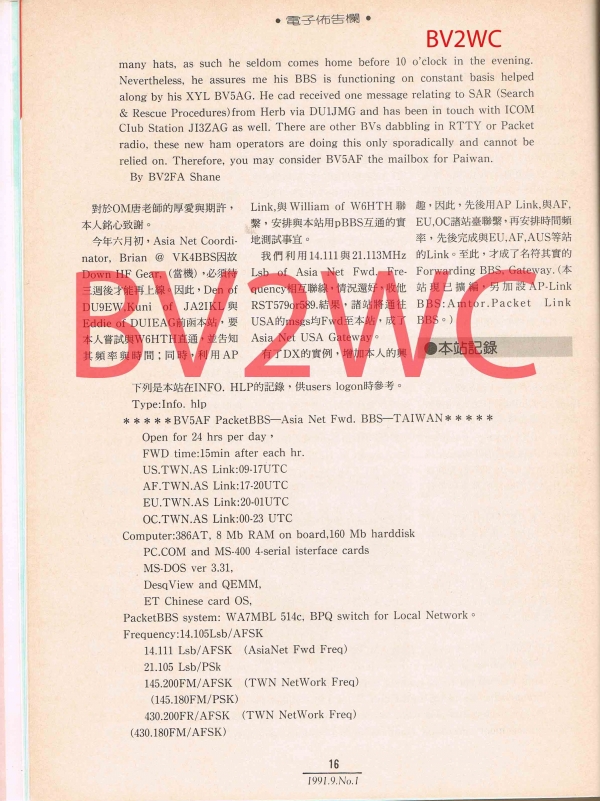 •電子佈告欄•
BV2WC
many hats, as such he seldom comes home before 10 o'clock in the evening.
Nevertheless, he assures me his BBS is functioning on constant basis helped
along by his XYL BV5AG. He cad received one message relating to SAR (Search
& Rescue Procedures)from Herb via DU1JMG and has been in touch with ICOM
Club Station JI3ZAG as well. There are other BVs dabbling in RTTY or Packet
radio, these new ham operators are doing this only sporadically and cannot be
relied on. Therefore, you may consider BV5AF the mailbox for Paiwan.
By BV2FA Shane
對於OM唐老師的厚愛與期許，
本人銘心致謝。
今年六月初，Asia Net Coordi-
nator, Brian @ VK4BBS因故
Down HF Gear,（當機），必須待
三週後才能再上線。因此，Den of
DU9EW/Kuni of JA2IKL與
Eddie of DU1EAG前函本站，要
本人嘗試與W6HTH直通，並告知
其頻率與時間；同時，利用AP
Link,與William of W6HTH聯
繫，安排與本站用pBBS互通的實
地測試事宜。
我們利用14.111與21.113MHz
Lsb of Asia Net Fwd. Fre-
quency相互聯線，情況還好，收他
RST579or589.結果，諸站將通往
USA的msgs均Fwd至本站，成了
Asia Net USA Gateway。
有了DX的實例，增加本人的興
趣，因此，先後用AP Link,與AF,
EU,OC諸站臺聯繫，再安排時間頻
率，先後完成與EU.AF,AUS等站
的Link。至此，才成了名符其實的
Forwarding BBS, Gateway.（本
站現已擴編，另加設AP-Link
BBS:Amtor.Packet Link
BBS。）
●本站記錄
BV2WC
下列是本站在INFO. HLP的記錄，供users logon時參考。
Type:Info. hlp
＊＊＊＊＊BV5AF PacketBBS—Asia Net Fwd. BBS—TAIWAN＊＊＊＊＊
Open for 24 hrs per day，
FWD time:15min after each hr.
US.TWN.AS Link:09-17UTC
AF.TWN.AS Link:17-20UTC
EU.TWN.AS Link:20-01UTC
OC.TWN.AS Link:00-23 UTC
Computer:386AT, 8 Mb RAM on board,160 Mb harddisk
PC.COM and MS-400 4-serial isterface cards
MS-DOS ver 3.31,
DesqView and QEMM,
ET Chinese card OS,
PacketBBS system: WA7MBL 514c, BPQ switch for Local Network。
Frequency:14.105Lsb/AFSK
14.111 Lsb/AFSK （AsiaNet Fwd Freq）
21.105 Lsb/PSk
145.200FM/AFSK （TWN NetWork Freq）
（145.180FM/PSK）
430.200FR/AFSK （TWN NetWork Freq）
（430.180FM/AFSK）
16
1991.9.No.1